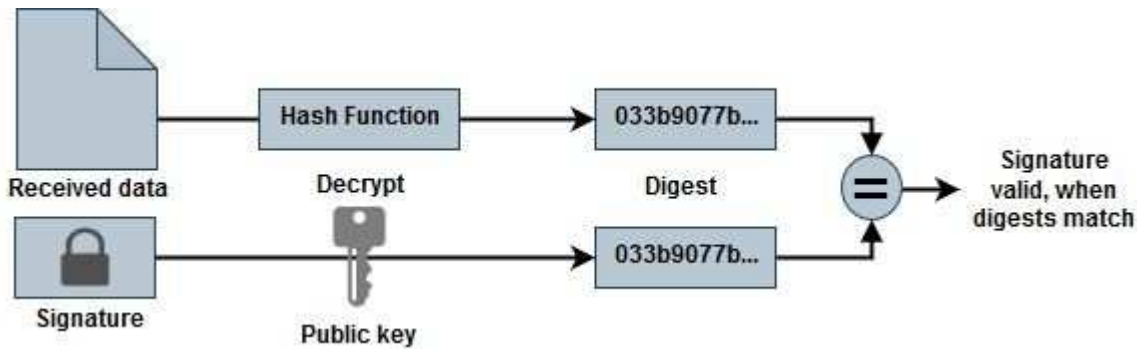 Hash Function
033b9077b...
Received data
Decrypt
Digest
Signature
valid, when
digests match
033b9077b...
Signature
Public key